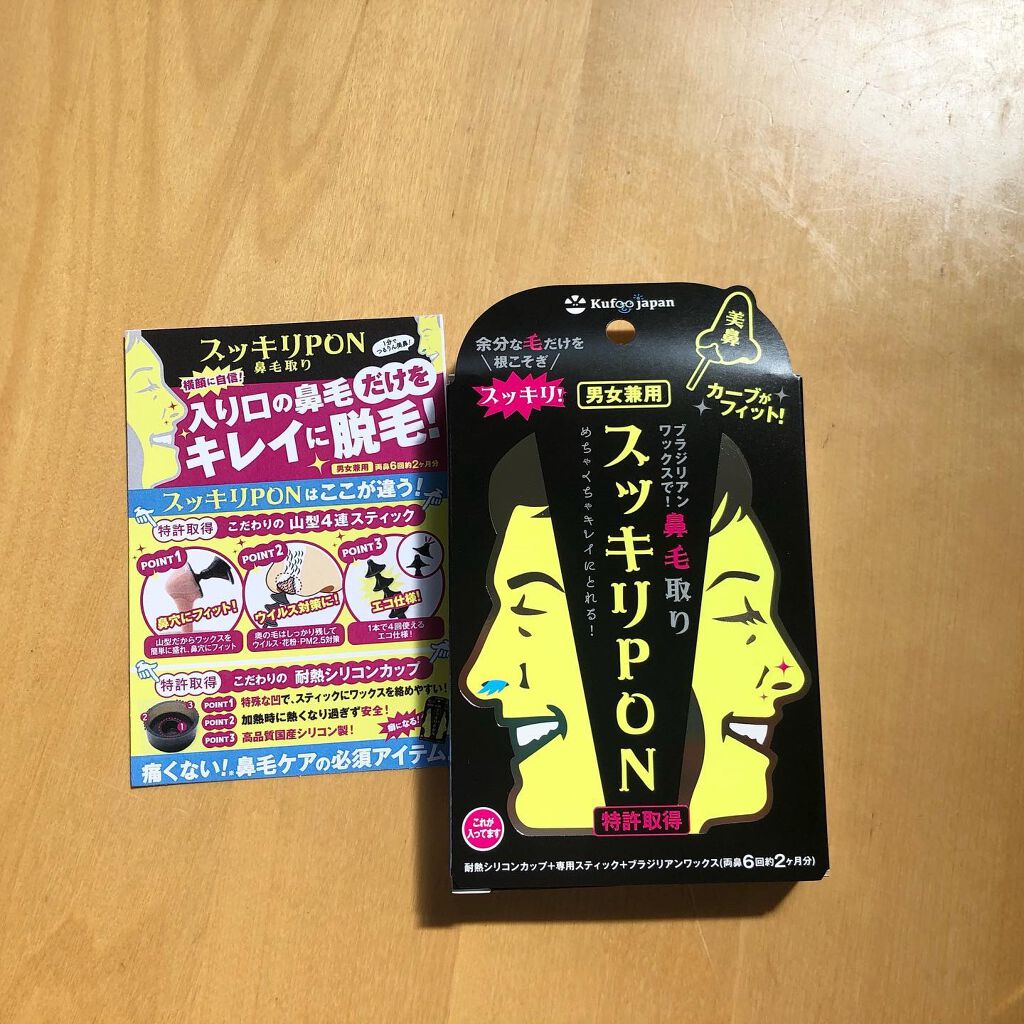 スッキリPON
鼻毛取り
1分で
つるりん美鼻!
横顔に自信!
入り口の鼻毛だけを
キレイに脱毛!
男女兼用 両鼻6回約2ヶ月分
スッキリPONはここが違う!
特許取得 こだわりの 山型4連スティック
POINT1
鼻穴にフィット!
山型だからワックスを
簡単に盛れ、鼻穴にフィット
POINT2
ウイルス対策に!
奥の毛はしっかり残して
ウイルス・花粉・PM2.5対策
POINT3
エコ仕様!
1本で4回使える
エコ仕様!
特許取得 こだわりの 耐熱シリコンカップ
POINT1 特殊な凹で、スティックにワックスを絡めやすい!
POINT2 加熱時に熱くなり過ぎず安全!
POINT3 高品質国産シリコン製!
2
3
1
癖になる!
痛くない!※鼻毛ケアの必須アイテム!
Kufoo japan
余分な毛だけを
根こそぎ
スッキリ!
男女兼用
美鼻
カーブが
フィット!
ブラジリアン
ワックスで!
鼻毛取り
スッキリPON
めちゃくちゃキレイにとれる!
特許取得
これが
入ってます
耐熱シリコンカップ+専用スティック+ブラジリアンワックス(両鼻6回約2ヶ月分)